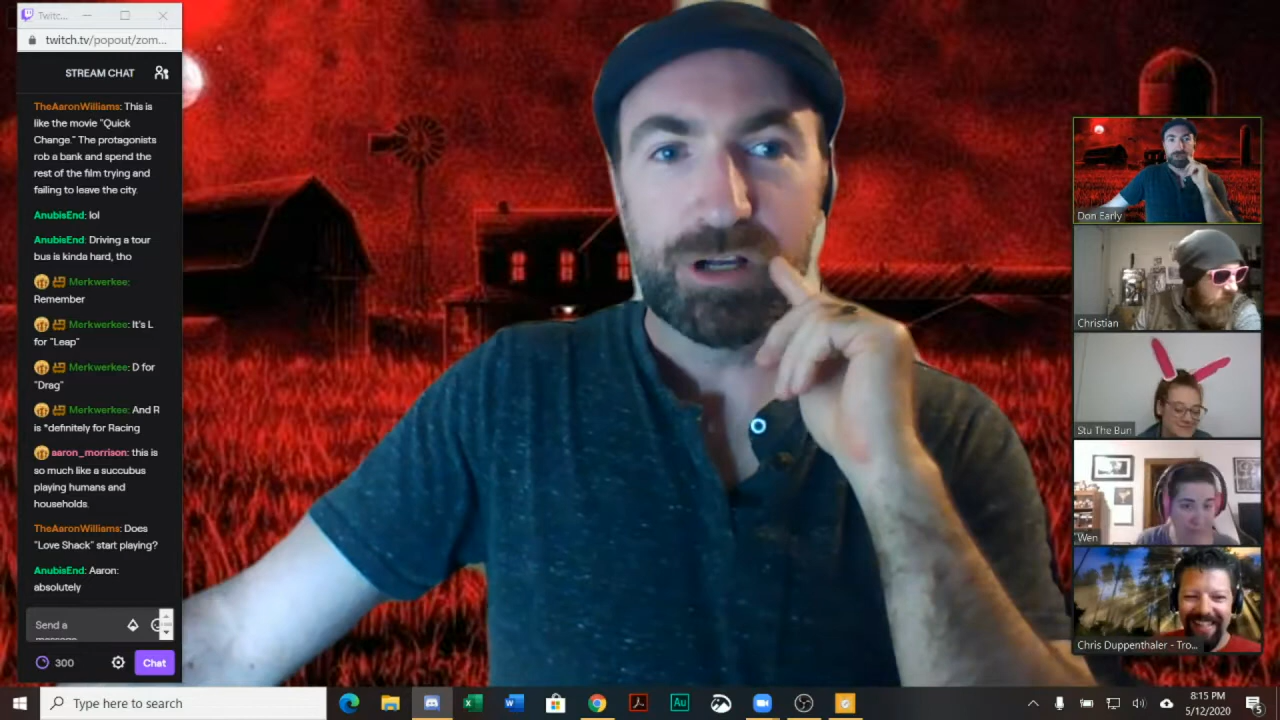 Twitc...
twitch.tv/popout/zom...
STREAM CHAT
TheAaronWilliams: This is
like the movie "Quick
Change." The protagonists
rob a bank and spend the
rest of the film trying and
failing to leave the city.
AnubisEnd: lol
AnubisEnd: Driving a tour
bus is kinda hard, tho
Merkwerkee:
Remember
Merkwerkee: It's L
for "Leap"
Merkwerkee: D for
"Drag"
Merkwerkee: And R
is *definitely for Racing
aaron_morrison: this is
so much like a succubus
playing humans and
households.
TheAaronWilliams: Does
"Love Shack" start playing?
AnubisEnd: Aaron:
absolutely
Send a
message
300
Chat
Don Early
Christian
Stu The Bun
"Wen
Chris Duppenthaler - Tro...
Type here to search
Au
8:15 PM
5/12/2020
5